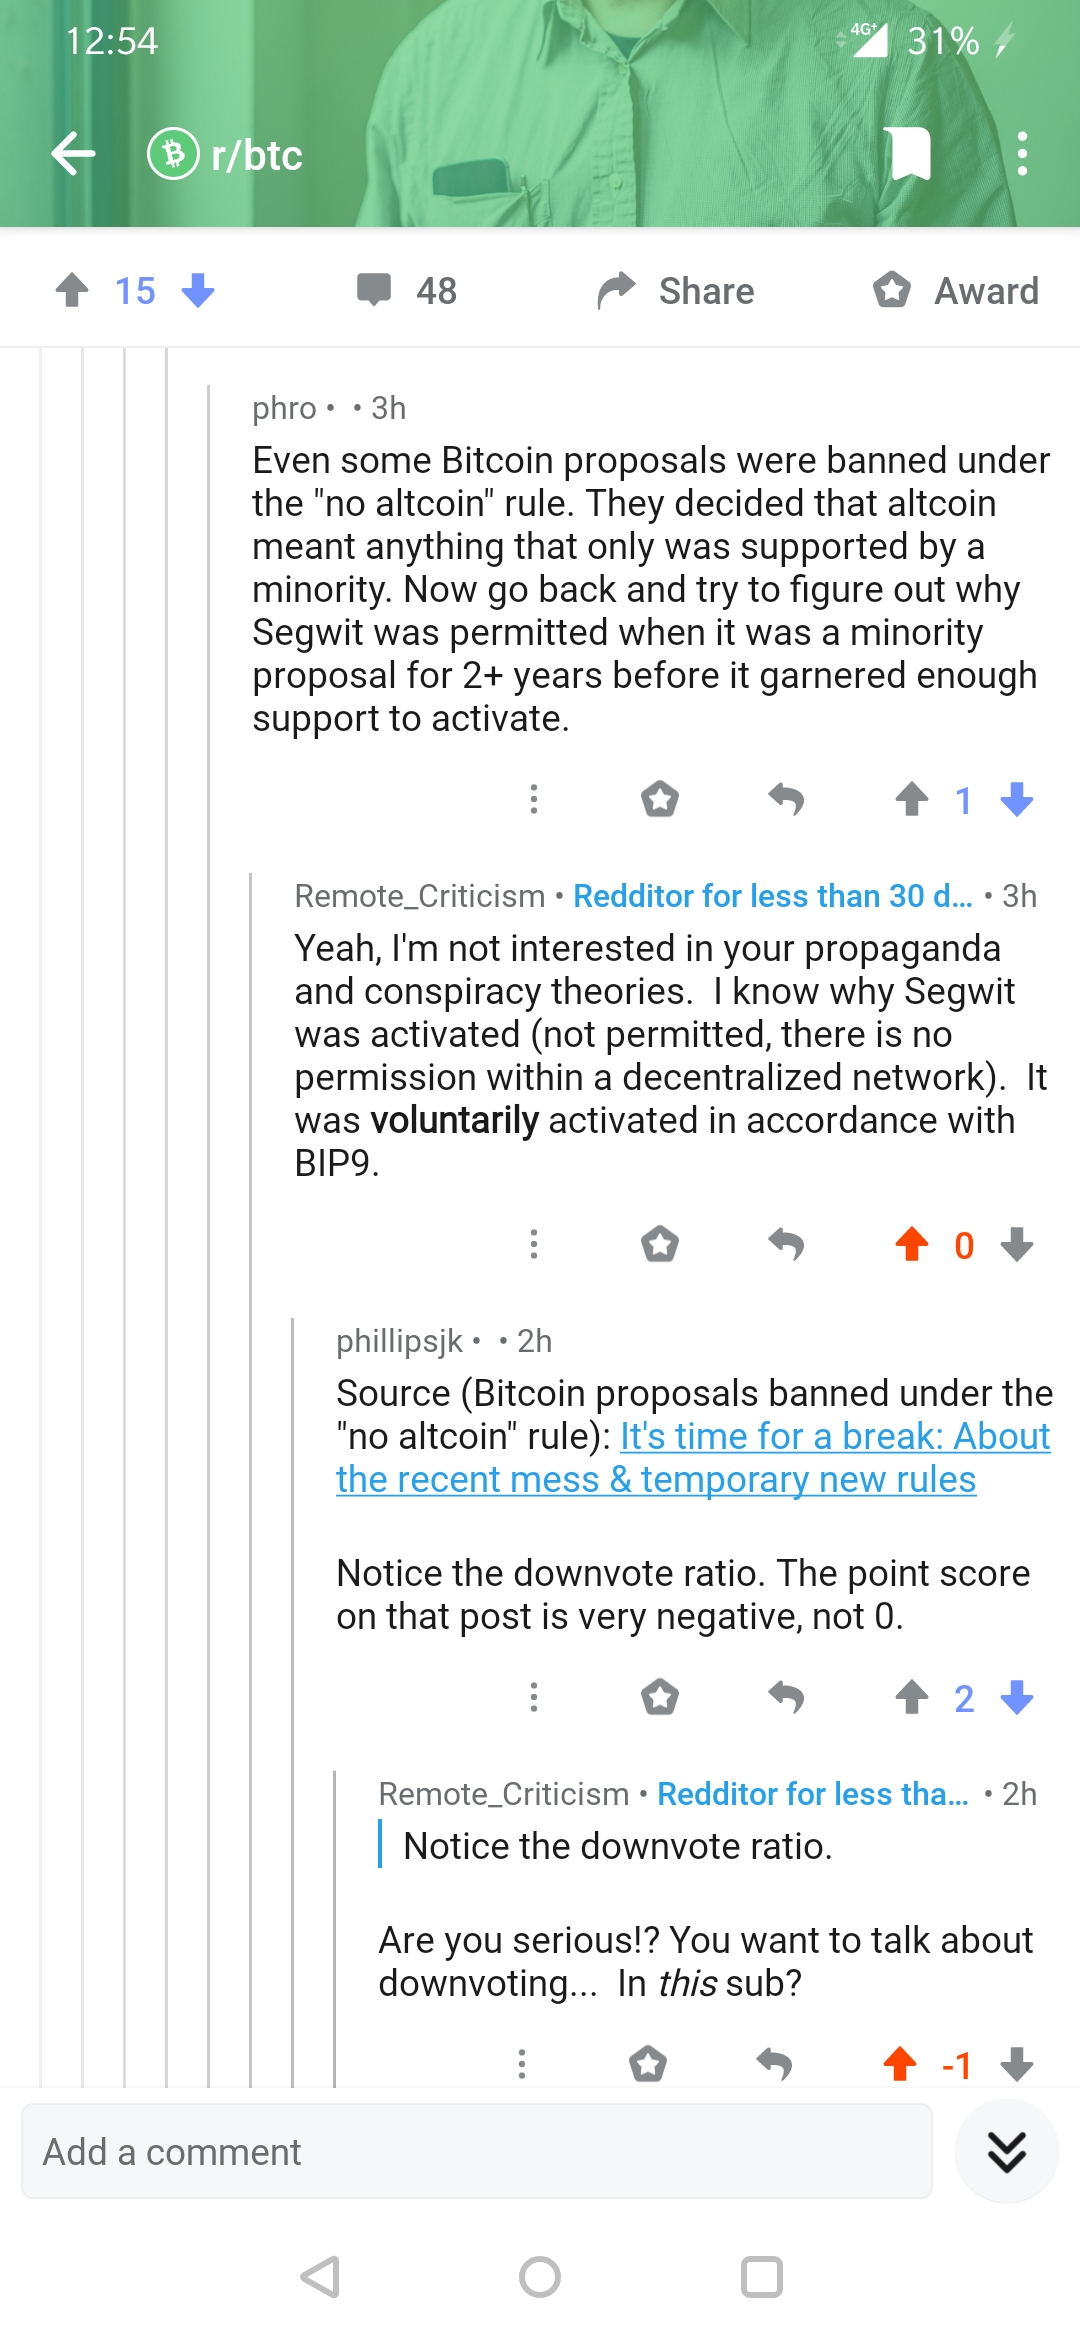 12:54
4G+ 31%
r/btc
15
48
Share
Award
phro • • 3h
Even some Bitcoin proposals were banned under
the "no altcoin" rule. They decided that altcoin
meant anything that only was supported by a
minority. Now go back and try to figure out why
Segwit was permitted when it was a minority
proposal for 2+ years before it garnered enough
support to activate.
1
Remote_Criticism • Redditor for less than 30 d... • 3h
Yeah, I'm not interested in your propaganda
and conspiracy theories.  I know why Segwit
was activated (not permitted, there is no
permission within a decentralized network).  It
was voluntarily activated in accordance with
BIP9.
0
phillipsjk • • 2h
Source (Bitcoin proposals banned under the
"no altcoin" rule): It's time for a break: About
the recent mess & temporary new rules
Notice the downvote ratio. The point score
on that post is very negative, not 0.
2
Remote_Criticism • Redditor for less tha... • 2h
Notice the downvote ratio.
Are you serious!? You want to talk about
downvoting...  In this sub?
-1
Add a comment